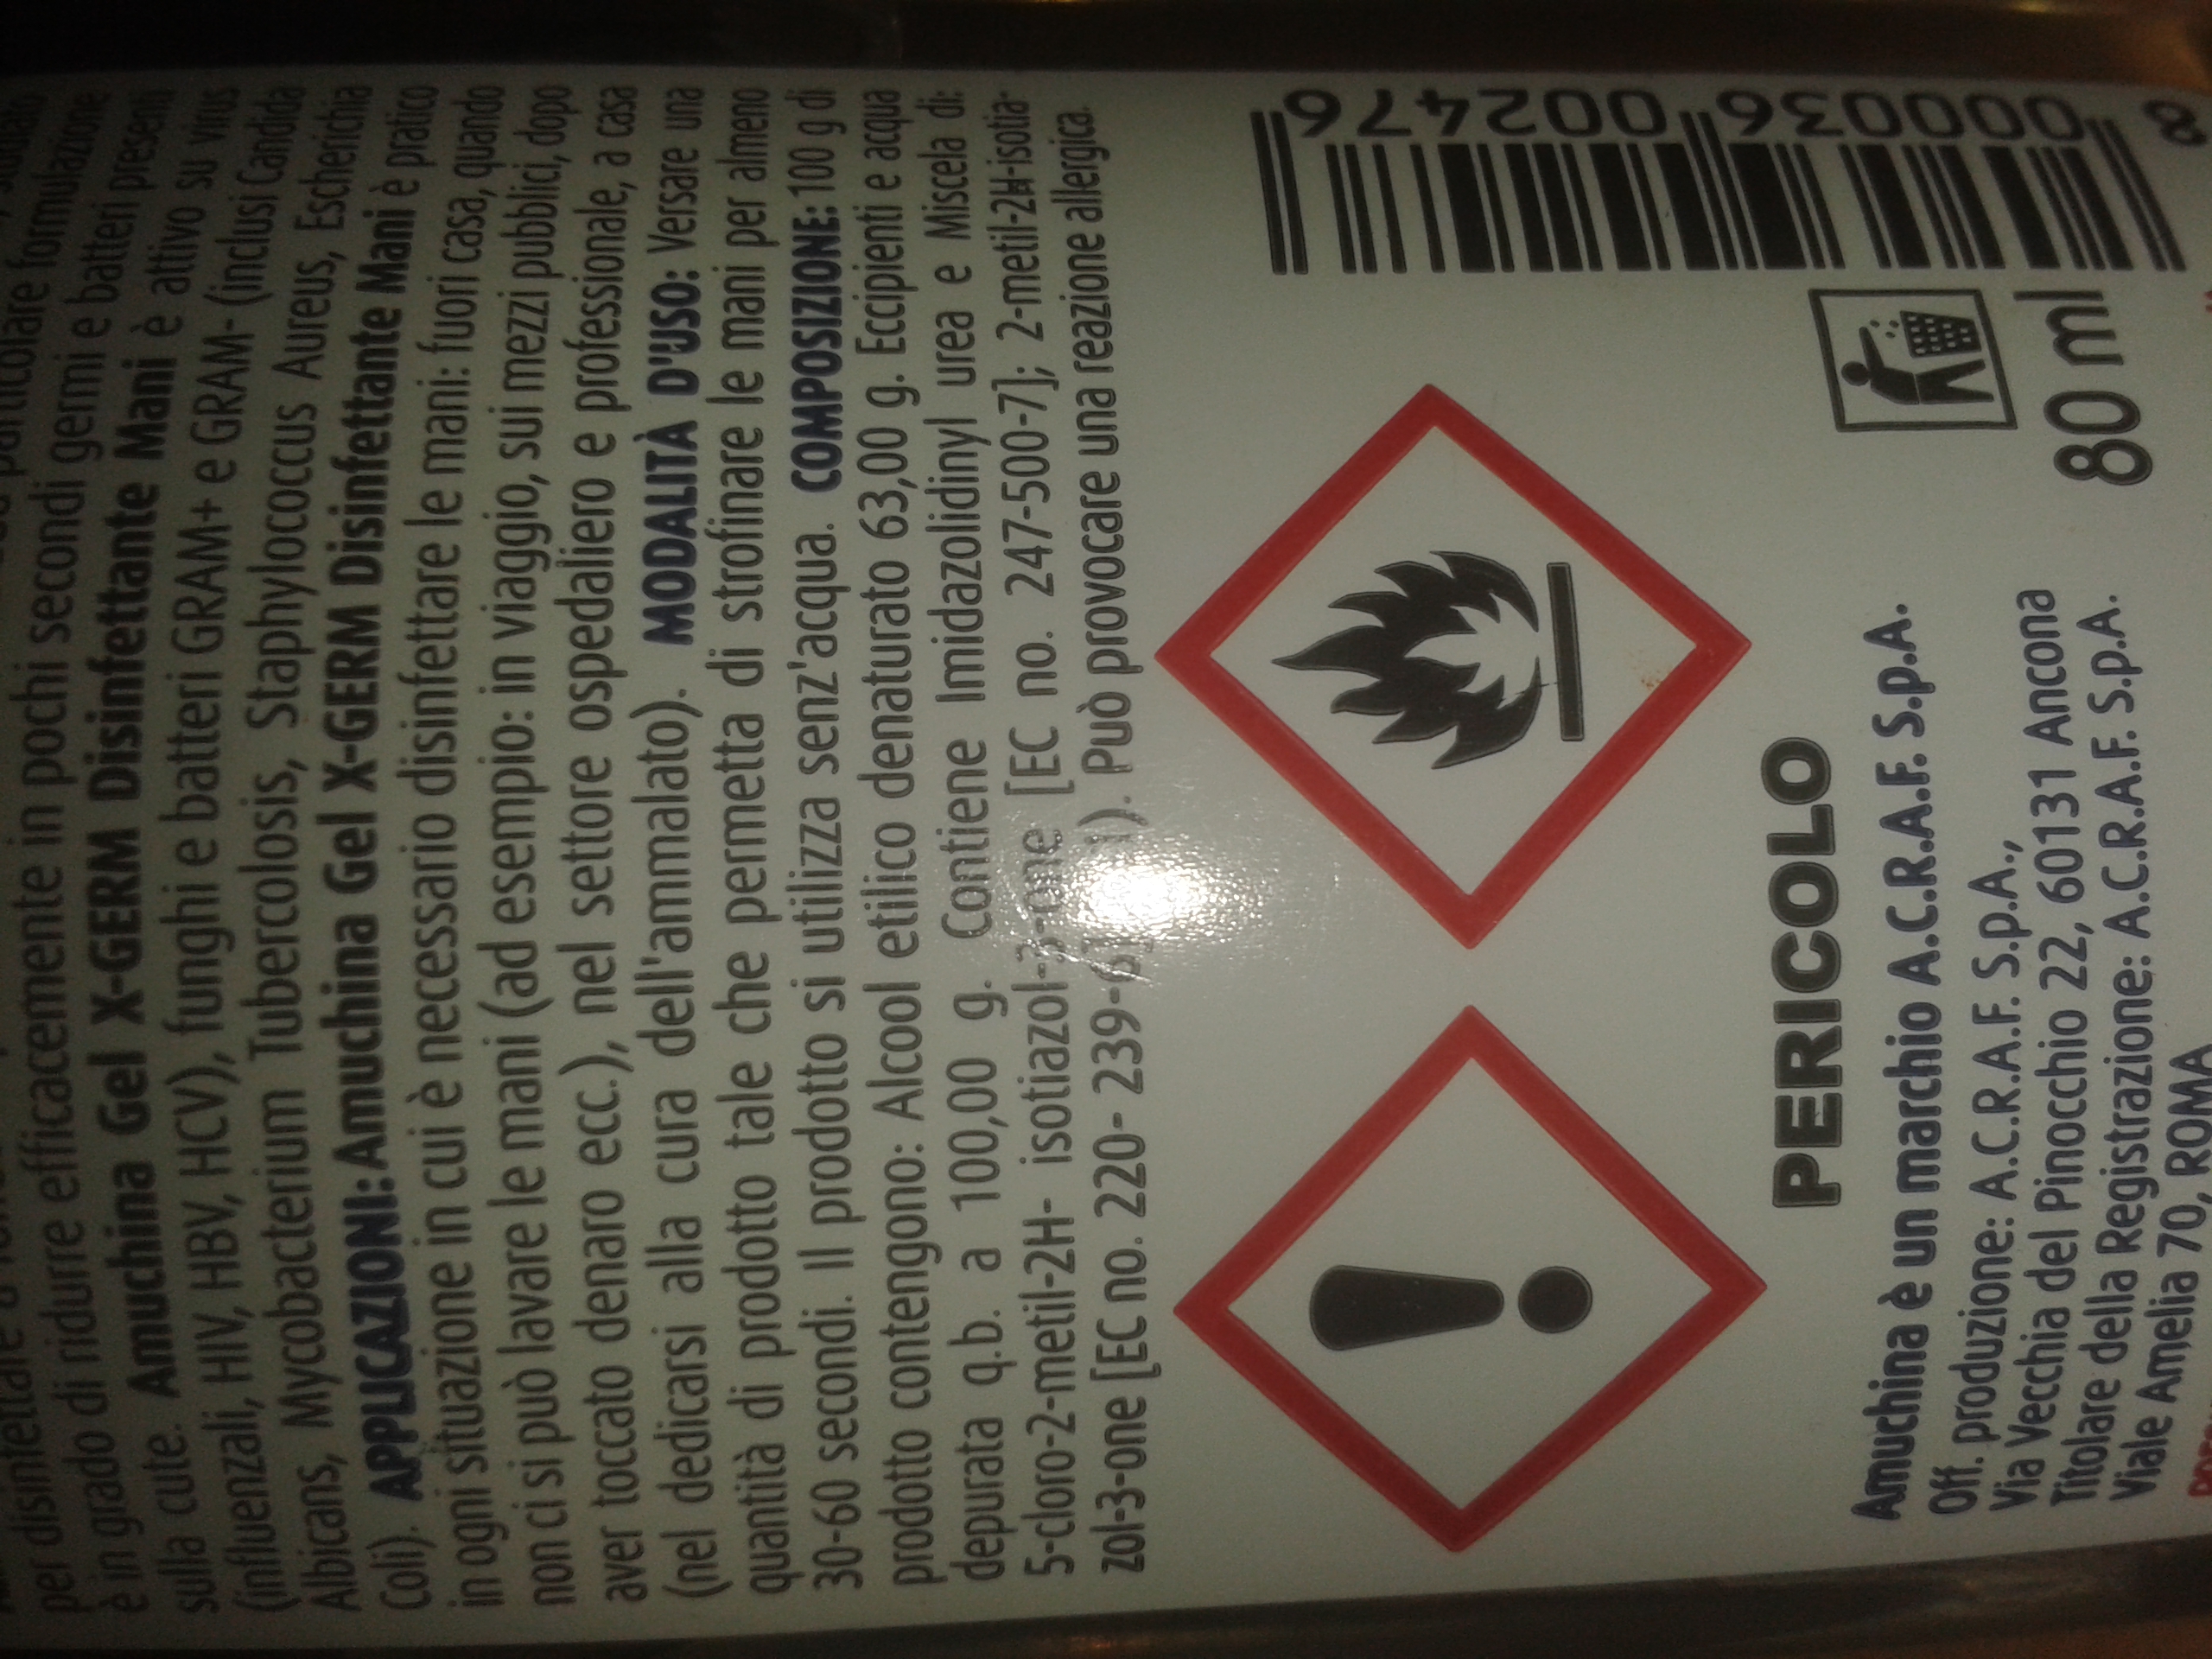 per disinfettare a
è in grado di ridurre efficacemente in pochi secondi germi e batteri presenti
sulla cute. Amuchina Gel X-GERM Disinfettante Mani è attivo su virus
(influenzali, HIV, HBV, HCV), funghi e batteri GRAM+ e GRAM- (inclusi Candida
Albicans, Mycobacterium Tubercolosis, Staphylococcus Aureus, Escherichia
Coli). APPLICAZIONI: Amuchina Gel X-GERM Disinfettante Mani è pratico
in ogni situazione in cui è necessario disinfettare le mani: fuori casa, quando
non ci si può lavare le mani (ad esempio: in viaggio, sui mezzi pubblici, dopo
aver toccato denaro ecc.), nel settore ospedaliero e professionale, a casa
(nel dedicarsi alla cura dell'ammalato). MODALITÀ D'USO: Versare una
quantità di prodotto tale che permetta di strofinare le mani per almeno
30-60 secondi. Il prodotto si utilizza senz'acqua. COMPOSIZIONE: 100 g di
prodotto contengono: Alcool etilico denaturato 63,00 g. Eccipienti e acqua
depurata q.b. a 100,00 g. Contiene Imidazolidinyl urea e Miscela di:
5-cloro-2-metil-2H- isotiazol-3-one [EC no. 247-500-7]; 2-metil-2H-isotia-
zol-3-one [EC no. 220- 239-6] Può provocare una reazione allergica.
PERICOLO
Amuchina è un marchio A.C.R.A.F. S.p.A.
Off. produzione: A.C.R.A.F. S.p.A.,
Via Vecchia del Pinocchio 22, 60131 Ancona
Titolare della Registrazione: A.C.R.A.F. S.p.A.
Viale Amelia 70, ROMA
80 ml
8 000036 002476